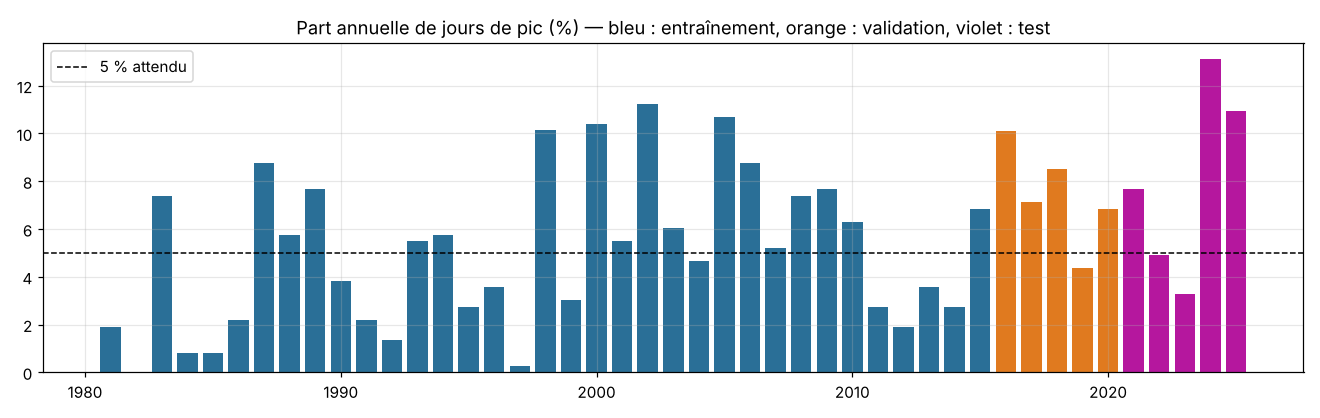 Part annuelle de jours de pic (%) — bleu : entraînement, orange : validation, violet : test
5 % attendu
12
10
8
6
4
2
0
1980 1990 2000 2010 2020